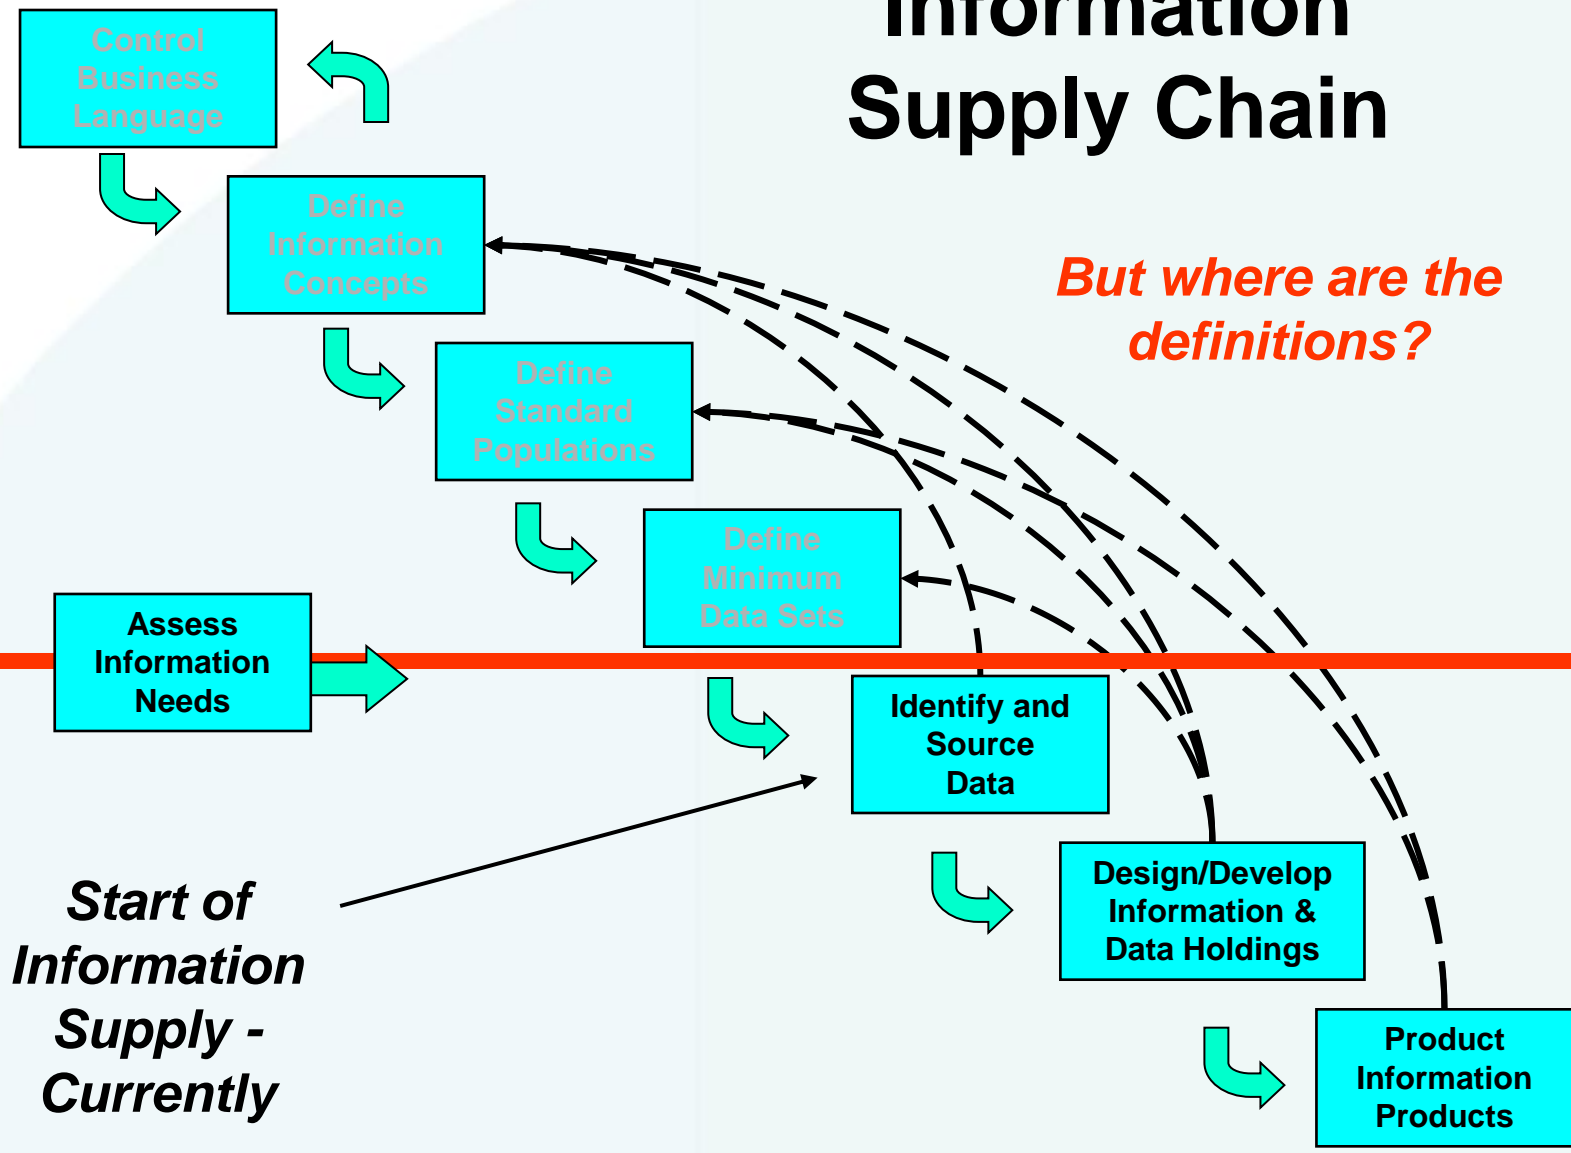 Information
Supply Chain
Control
Business
Language
Define
Information
Concepts
But where are the
definitions?
Define
Standard
Populations
Define
Minimum
Data Sets
Assess
Information
Needs
Identify and
Source
Data
Start of
Information
Supply -
Currently
Design/Develop
Information &
Data Holdings
Product
Information
Products